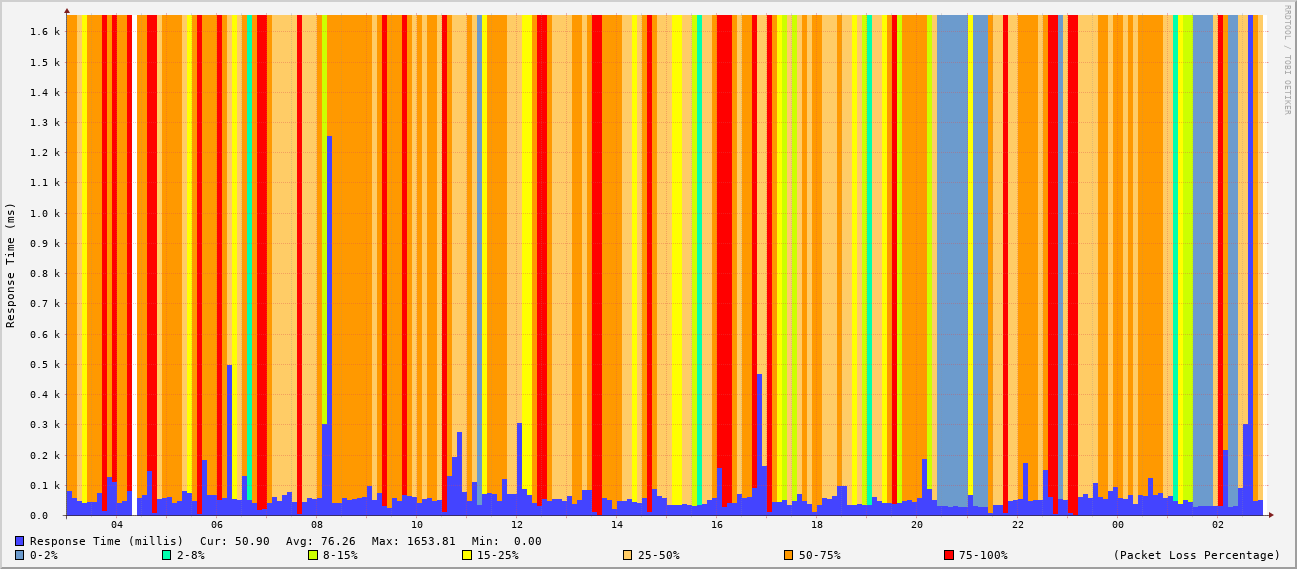 RRDTOOL / TOBI OETIKER
Response Time (ms)
1.6 k
1.5 k
1.4 k
1.3 k
1.2 k
1.1 k
1.0 k
0.9 k
0.8 k
0.7 k
0.6 k
0.5 k
0.4 k
0.3 k
0.2 k
0.1 k
0.0
04 06 08 10 12 14 16 18 20 22 00 02
Response Time (millis) Cur: 50.90 Avg: 76.26 Max: 1653.81 Min: 0.00
0-2% 2-8% 8-15% 15-25% 25-50% 50-75% 75-100% (Packet Loss Percentage)